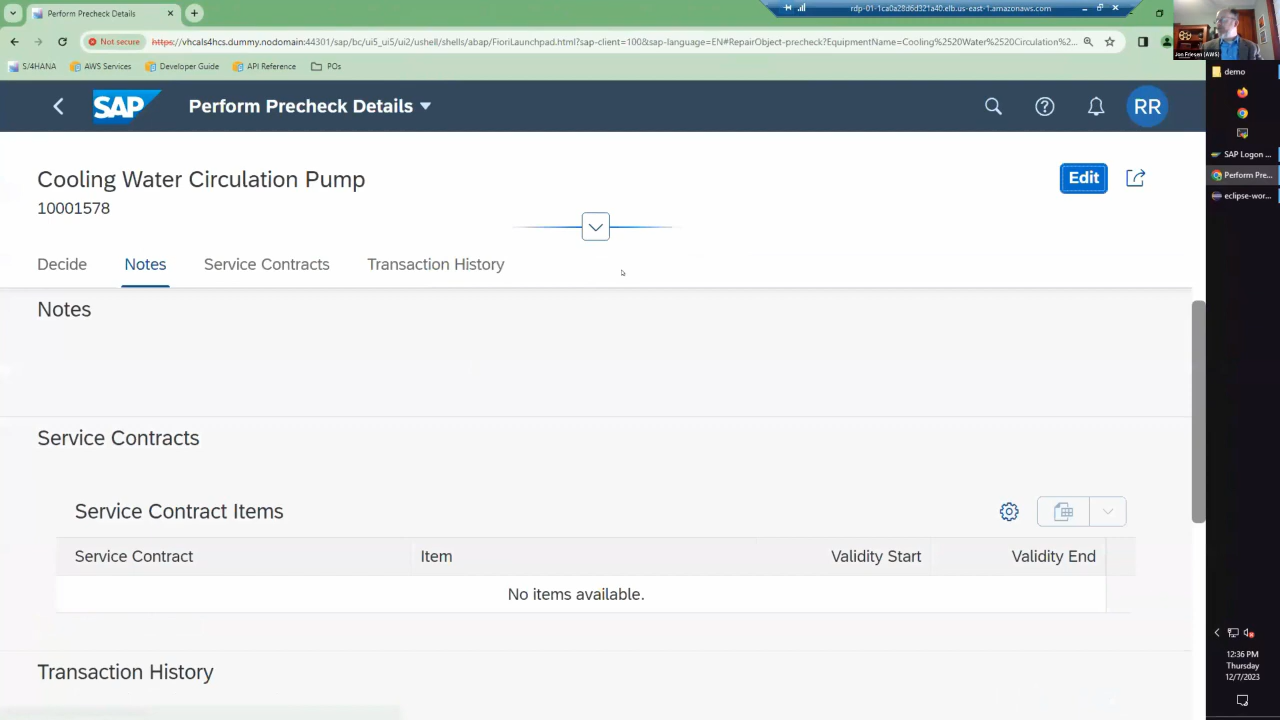 Perform Precheck Details
rdp-01-1ca0a28d6d321a40.elb.us-east-1.amazonaws.com
Not secure
https://vhcals4hcs.dummy.nodomain:44301/sap/bc/ui5_ui5/ui2/ushell/shells/abap/FioriLaunchpad.html?sap-client=100&sap-language=EN#RepairObject-precheck?EquipmentName=Cooling%2520Water%2520Circulation%2...
Jon Friesen (AWS)
S/4HANA
AWS Services
Developer Guide
API Reference
POs
demo
SAP
Perform Precheck Details
RR
SAP Logon ...
Perform Pre...
eclipse-wor...
Cooling Water Circulation Pump
10001578
Edit
Decide
Notes
Service Contracts
Transaction History
Notes
Service Contracts
Service Contract Items
Service Contract
Item
Validity Start
Validity End
No items available.
Transaction History
12:36 PM
Thursday
12/7/2023